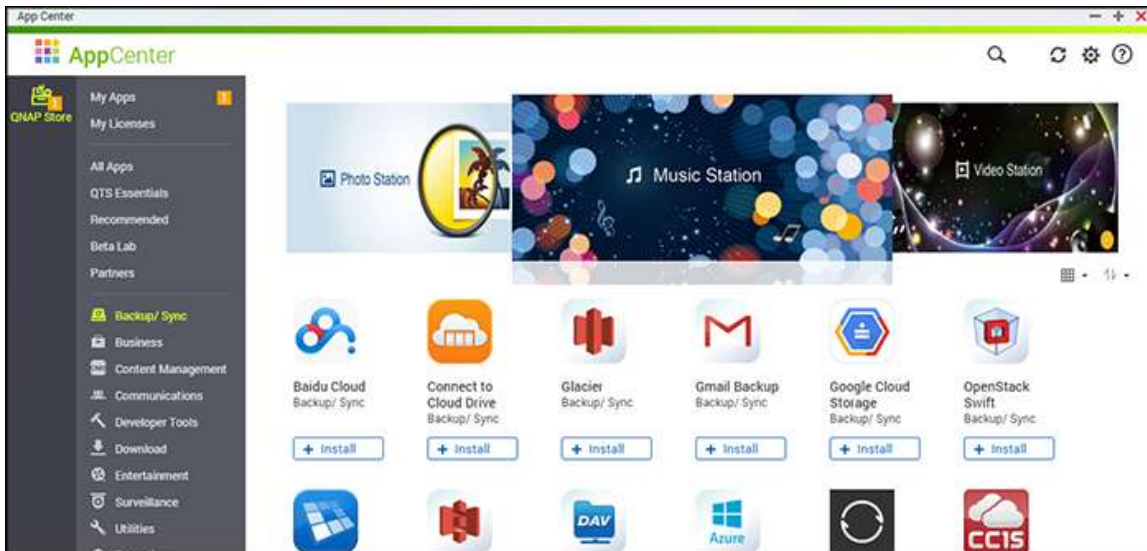 App Center
AppCenter
QNAP Store
1
My Apps
1
My Licenses
All Apps
QTS Essentials
Recommended
Beta Lab
Partners
Backup/ Sync
Business
Content Management
Communications
Developer Tools
Download
Entertainment
Surveillance
Utilities
Photo Station
Music Station
Video Station
Baidu Cloud
Backup/ Sync
+ Install
Connect to
Cloud Drive
Backup/ Sync
+ Install
Glacier
Backup/ Sync
+ Install
Gmail Backup
Backup/ Sync
+ Install
Google Cloud
Storage
Backup/ Sync
+ Install
OpenStack
Swift
Backup/ Sync
+ Install
DAV
Azure
CC1S